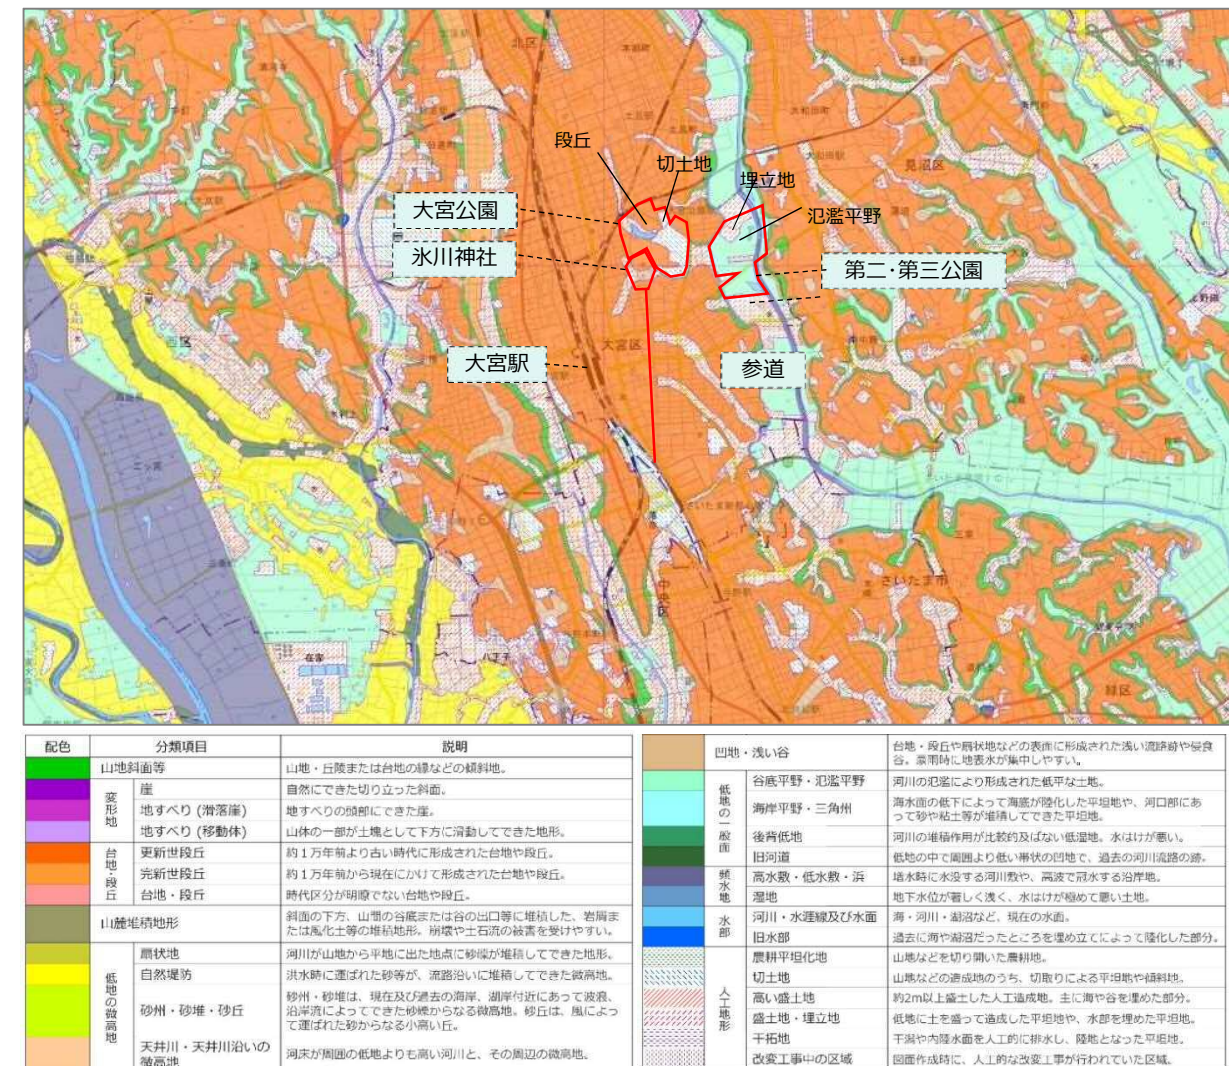 北区
本郷町
土呂駅
大和田町
大和田駅
見沼区
段丘
切土地
埋立地
氾濫平野
大宮公園
氷川神社
第二・第三公園
大宮区
大宮駅
参道
西区
中央区
さいたま市
三室
緑区
八王子
在家
配色
分類項目
説明
山地斜面等
山地・丘陵または台地の縁などの傾斜地。
変形地
崖
自然にできた切り立った斜面。
地すべり (滑落崖)
地すべりの頭部にできた崖。
地すべり (移動体)
山体の一部が土塊として下方に滑動してできた地形。
台地・段丘
更新世段丘
約1万年前より古い時代に形成された台地や段丘。
完新世段丘
約1万年前から現在にかけて形成された台地や段丘。
台地・段丘
時代区分が明瞭でない台地や段丘。
山麓堆積地形
斜面の下方、山間の谷底または谷の出口等に堆積した、岩屑ま
たは風化土等の堆積地形。崩壊や土石流の被害を受けやすい。
低地の微高地
扇状地
河川が山地から平地に出た地点に砂礫が堆積してできた地形。
自然堤防
洪水時に運ばれた砂等が、流路沿いに堆積してできた微高地。
砂州・砂堆・砂丘
砂州・砂堆は、現在及び過去の海岸、湖岸付近にあって波浪、
沿岸流によってできた砂礫からなる微高地。砂丘は、風によっ
て運ばれた砂からなる小高い丘。
天井川・天井川沿いの
微高地
河床が周囲の低地よりも高い河川と、その周辺の微高地。
凹地・浅い谷
台地・段丘や扇状地などの表面に形成された浅い流路跡や侵食
谷。豪雨時に地表水が集中しやすい。
低地の一般面
谷底平野・氾濫平野
河川の氾濫により形成された低平な土地。
海岸平野・三角州
海水面の低下によって海底が陸化した平坦地や、河口部にあ
って砂や粘土等が堆積してできた平坦地。
後背低地
河川の堆積作用が比較的及ばない低湿地。水はけが悪い。
旧河道
低地の中で周囲より低い帯状の凹地で、過去の河川流路の跡。
頻水地
高水敷・低水敷・浜
増水時に水没する河川敷や、高波で冠水する沿岸地。
湿地
地下水位が著しく浅く、水はけが極めて悪い土地。
水部
河川・水涯線及び水面
海・河川・湖沼など、現在の水面。
旧水部
過去に海や湖沼だったところを埋め立てによって陸化した部分。
人工地形
農耕平坦化地
山地などを切り開いた農耕地。
切土地
山地などの造成地のうち、切取りによる平坦地や傾斜地。
高い盛土地
約2m以上盛土した人工造成地。主に海や谷を埋めた部分。
盛土地・埋立地
低地に土を盛って造成した平坦地や、水部を埋めた平坦地。
干拓地
干潟や内陸水面を人工的に排水し、陸地となった平坦地。
改変工事中の区域
図面作成時に、人工的な改変工事が行われていた区域。